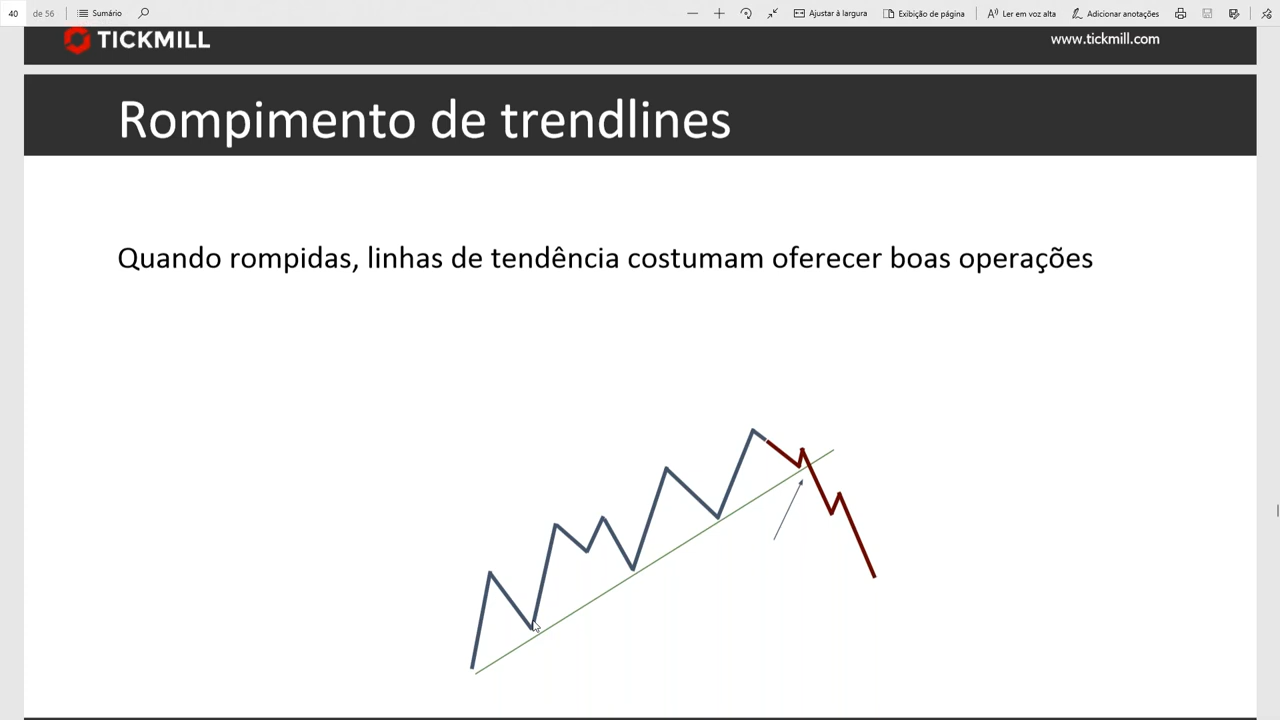 40 de 56 Sumário Ajustar à largura Exibição de página Ler em voz alta Adicionar anotações
TICKMILL www.tickmill.com
Rompimento de trendlines
Quando rompidas, linhas de tendência costumam oferecer boas operações